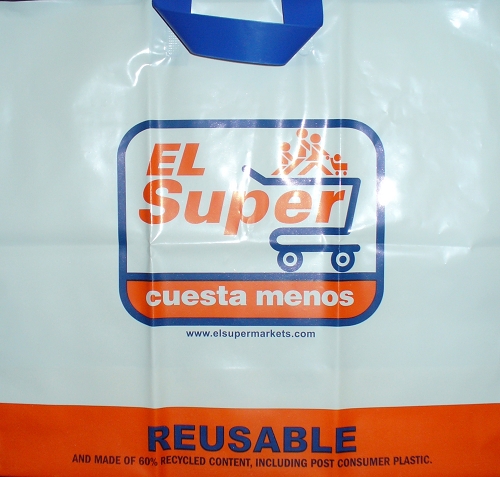 EL
Super
cuesta menos
www.elsupermarkets.com
REUSABLE
AND MADE OF 60% RECYCLED CONTENT, INCLUDING POST CONSUMER PLASTIC.